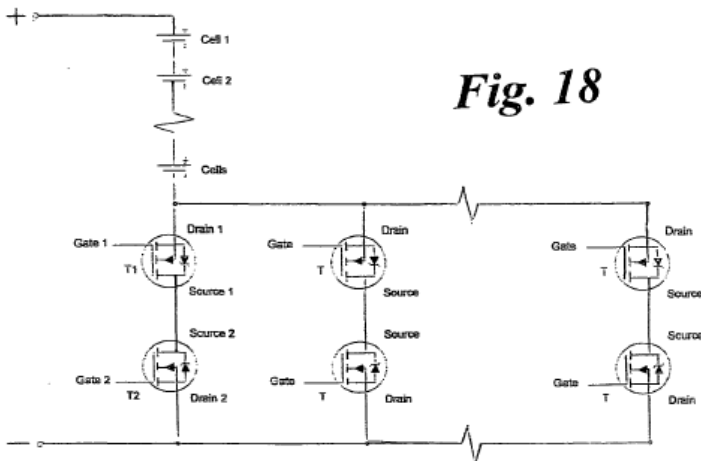 +
Cell 1
Cell 2
Fig. 18
Cells
Drain 1 Drain Drain
Gate 1 Gate Gate
T1 T T
Source 1 Source Source
Source 2 Source Source
Gate 2 Gate Gate
T2 T T
Drain 2 Drain Drain
—